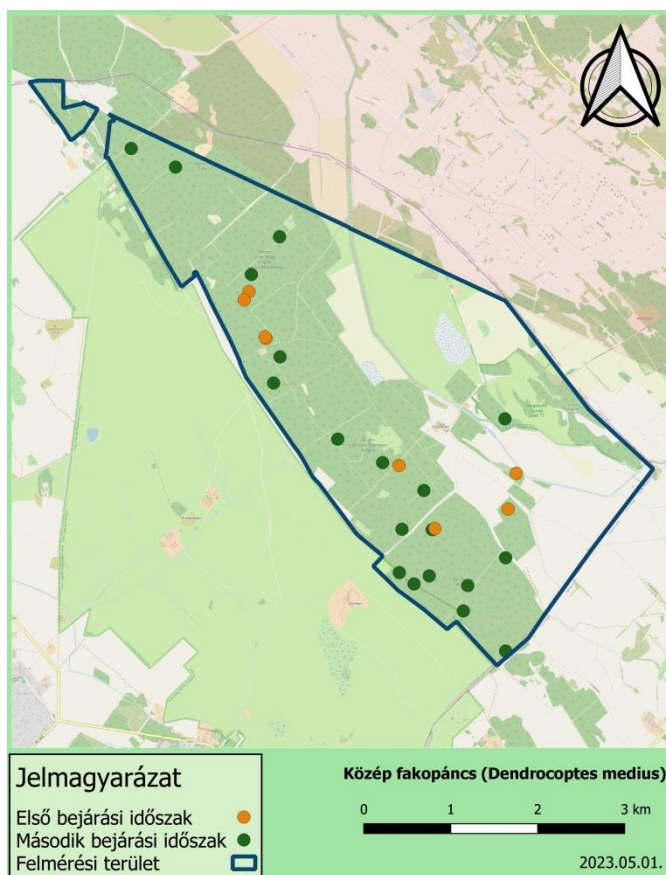 Jelmagyarázat
Első bejárási időszak
Második bejárási időszak
Felmérési terület
Közép fakopáncs (Dendrocoptes medius)
0 1 2 3 km
2023.05.01.